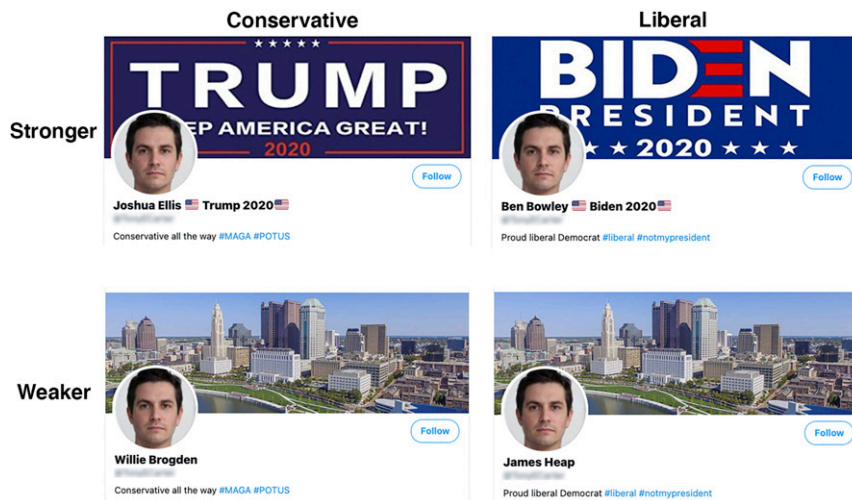 Conservative
Liberal
Stronger
★★★★★
TRUMP
EP AMERICA GREAT!
2020
Follow
Joshua Ellis 🇺🇸 Trump 2020🇺🇸
Conservative all the way #MAGA #POTUS
BIDEN
PRESIDENT
★ ★ 2020 ★ ★ ★
Follow
Ben Bowley 🇺🇸 Biden 2020🇺🇸
Proud liberal Democrat #liberal #notmypresident
Weaker
Follow
Willie Brogden
Conservative all the way #MAGA #POTUS
Follow
James Heap
Proud liberal Democrat #liberal #notmypresident